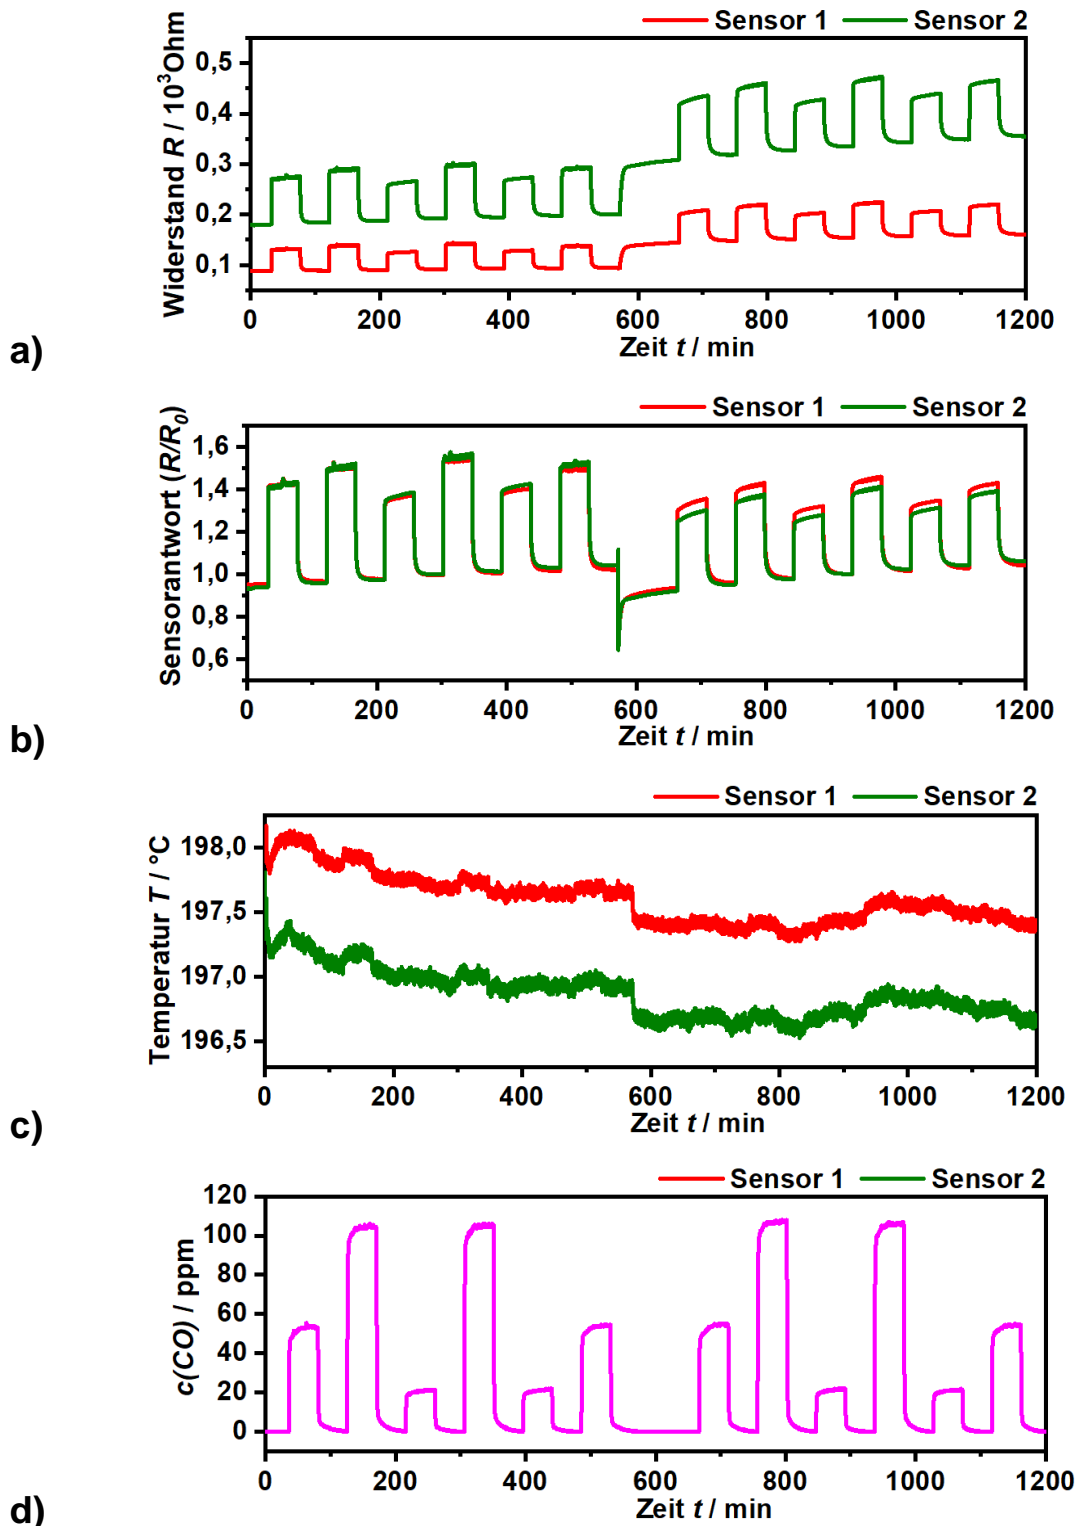 Sensor 1 Sensor 2
Widerstand R / 10³Ohm
0,5
0,4
0,3
0,2
0,1
0 200 400 600 800 1000 1200
Zeit t / min
a)
Sensor 1 Sensor 2
Sensorantwort (R/R₀)
1,6
1,4
1,2
1,0
0,8
0,6
0 200 400 600 800 1000 1200
Zeit t / min
b)
Sensor 1 Sensor 2
Temperatur T / °C
198,0
197,5
197,0
196,5
0 200 400 600 800 1000 1200
Zeit t / min
c)
Sensor 1 Sensor 2
c(CO) / ppm
120
100
80
60
40
20
0
0 200 400 600 800 1000 1200
Zeit t / min
d)